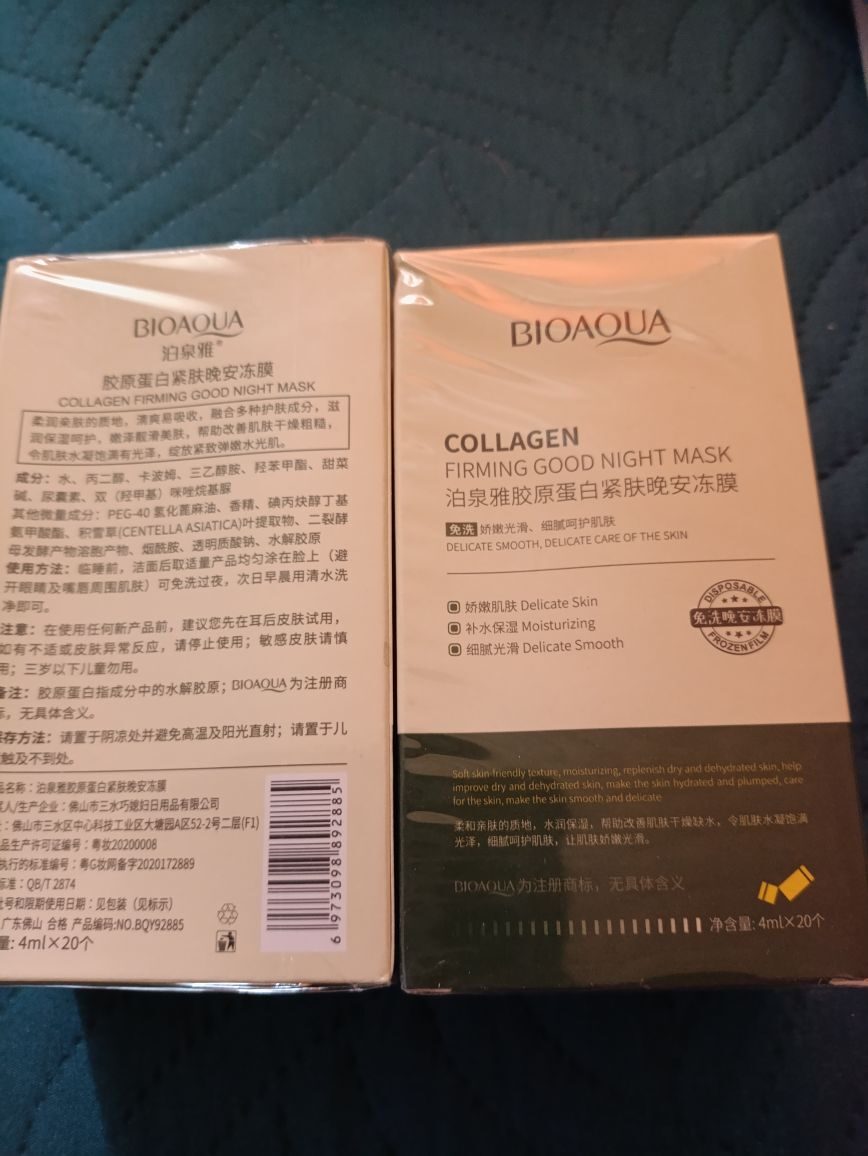 BIOAQUA
泊泉雅®
胶原蛋白紧肤晚安冻膜
COLLAGEN FIRMING GOOD NIGHT MASK
柔润亲肤的质地，清爽易吸收，融合多种护肤成分，滋
润保湿呵护、嫩泽靓滑美肤，帮助改善肌肤干燥粗糙，
令肌肤水凝饱满有光泽，绽放紧致弹嫩水光肌。
成分：水、丙二醇、卡波姆、三乙醇胺、羟苯甲酯、甜菜
碱、尿囊素、双（羟甲基）咪唑烷基脲
其他微量成分：PEG-40 氢化蓖麻油、香精、碘丙炔醇丁基
氨甲酸酯、积雪草(CENTELLA ASIATICA)叶提取物、二裂酵
母发酵产物溶胞产物、烟酰胺、透明质酸钠、水解胶原
使用方法：临睡前，洁面后取适量产品均匀涂在脸上（避
开眼睛及嘴唇周围肌肤）可免洗过夜，次日早晨用清水洗
净即可。
注意：在使用任何新产品前，建议您先在耳后皮肤试用，
如有不适或皮肤异常反应，请停止使用；敏感皮肤请慎
用；三岁以下儿童勿用。
备注：胶原蛋白指成分中的水解胶原；BIOAQUA为注册商
标，无具体含义。
保存方法：请置于阴凉处并避免高温及阳光直射；请置于儿
触及不到处。
品名称：泊泉雅胶原蛋白紧肤晚安冻膜
人/生产企业：佛山市三水巧媳妇日用品有限公司
：佛山市三水区中心科技工业区大塘园A区52-2号二层(F1)
品生产许可证编号：粤妆20200008
执行的标准编号：粤G妆网备字2020172889
标准：QB/T 2874
批号和限期使用日期：见包装（见标示）
广东佛山 合格 产品编码:NO.BQY92885
量: 4ml×20个
6 973098 892885
BIOAQUA
COLLAGEN
FIRMING GOOD NIGHT MASK
泊泉雅胶原蛋白紧肤晚安冻膜
免洗 娇嫩光滑、细腻呵护肌肤
DELICATE SMOOTH, DELICATE CARE OF THE SKIN
娇嫩肌肤 Delicate Skin
补水保湿 Moisturizing
细腻光滑 Delicate Smooth
DISPOSABLE
免洗晚安冻膜
FROZEN FILM
Soft skin-friendly texture, moisturizing, replenish dry and dehydrated skin, help
improve dry and dehydrated skin, make the skin hydrated and plumped, care
for the skin, make the skin smooth and delicate
柔和亲肤的质地，水润保湿，帮助改善肌肤干燥缺水，令肌肤水凝饱满
光泽，细腻呵护肌肤，让肌肤娇嫩光滑。
BIOAQUA为注册商标，无具体含义
净含量: 4ml×20个